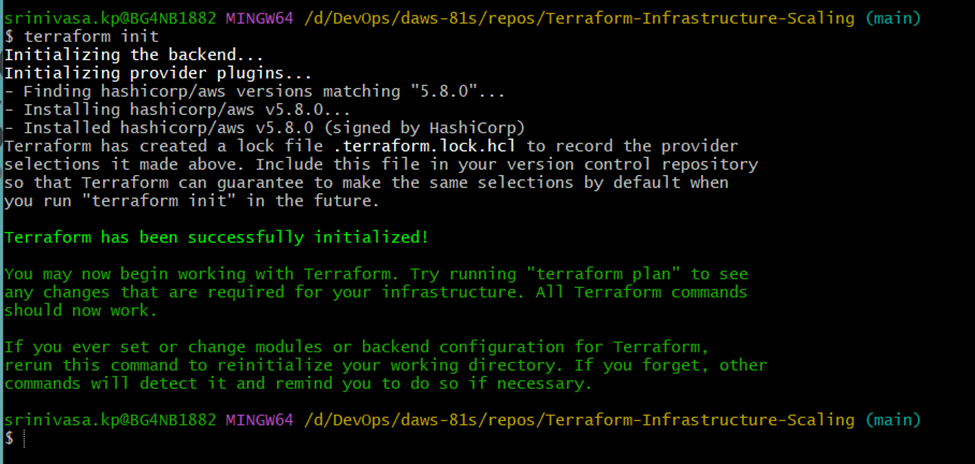 srinivasa.kp@BG4NB1882 MINGW64 /d/DevOps/daws-81s/repos/Terraform-Infrastructure-Scaling (main)
$ terraform init
Initializing the backend...
Initializing provider plugins...
- Finding hashicorp/aws versions matching "5.8.0"...
- Installing hashicorp/aws v5.8.0...
- Installed hashicorp/aws v5.8.0 (signed by HashiCorp)
Terraform has created a lock file .terraform.lock.hcl to record the provider
selections it made above. Include this file in your version control repository
so that Terraform can guarantee to make the same selections by default when
you run "terraform init" in the future.
Terraform has been successfully initialized!
You may now begin working with Terraform. Try running "terraform plan" to see
any changes that are required for your infrastructure. All Terraform commands
should now work.
If you ever set or change modules or backend configuration for Terraform,
rerun this command to reinitialize your working directory. If you forget, other
commands will detect it and remind you to do so if necessary.
srinivasa.kp@BG4NB1882 MINGW64 /d/DevOps/daws-81s/repos/Terraform-Infrastructure-Scaling (main)
$